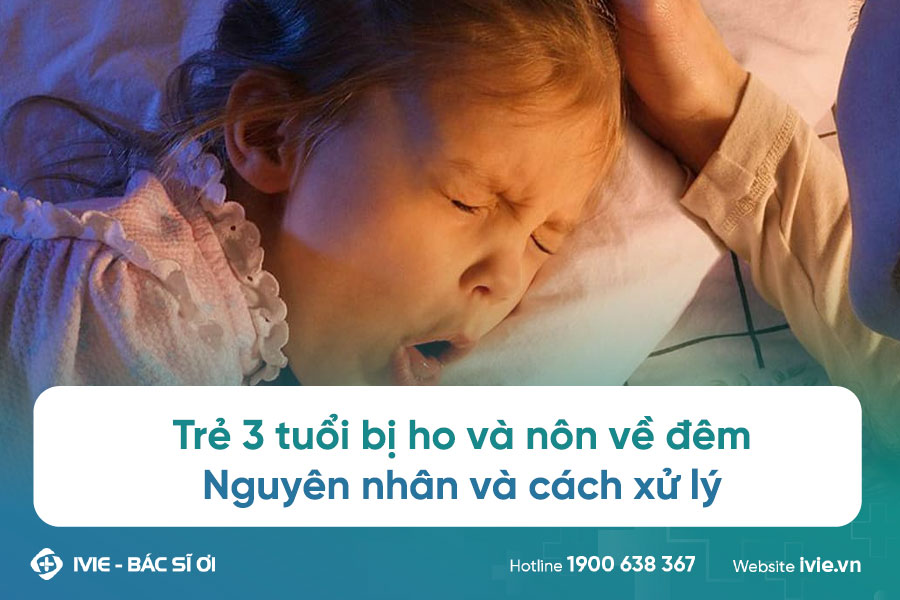 Trẻ 3 tuổi bị ho và nôn về đêm
Nguyên nhân và cách xử lý
IVIE - BÁC SĨ ƠI
Hotline 1900 638 367
Website ivie.vn